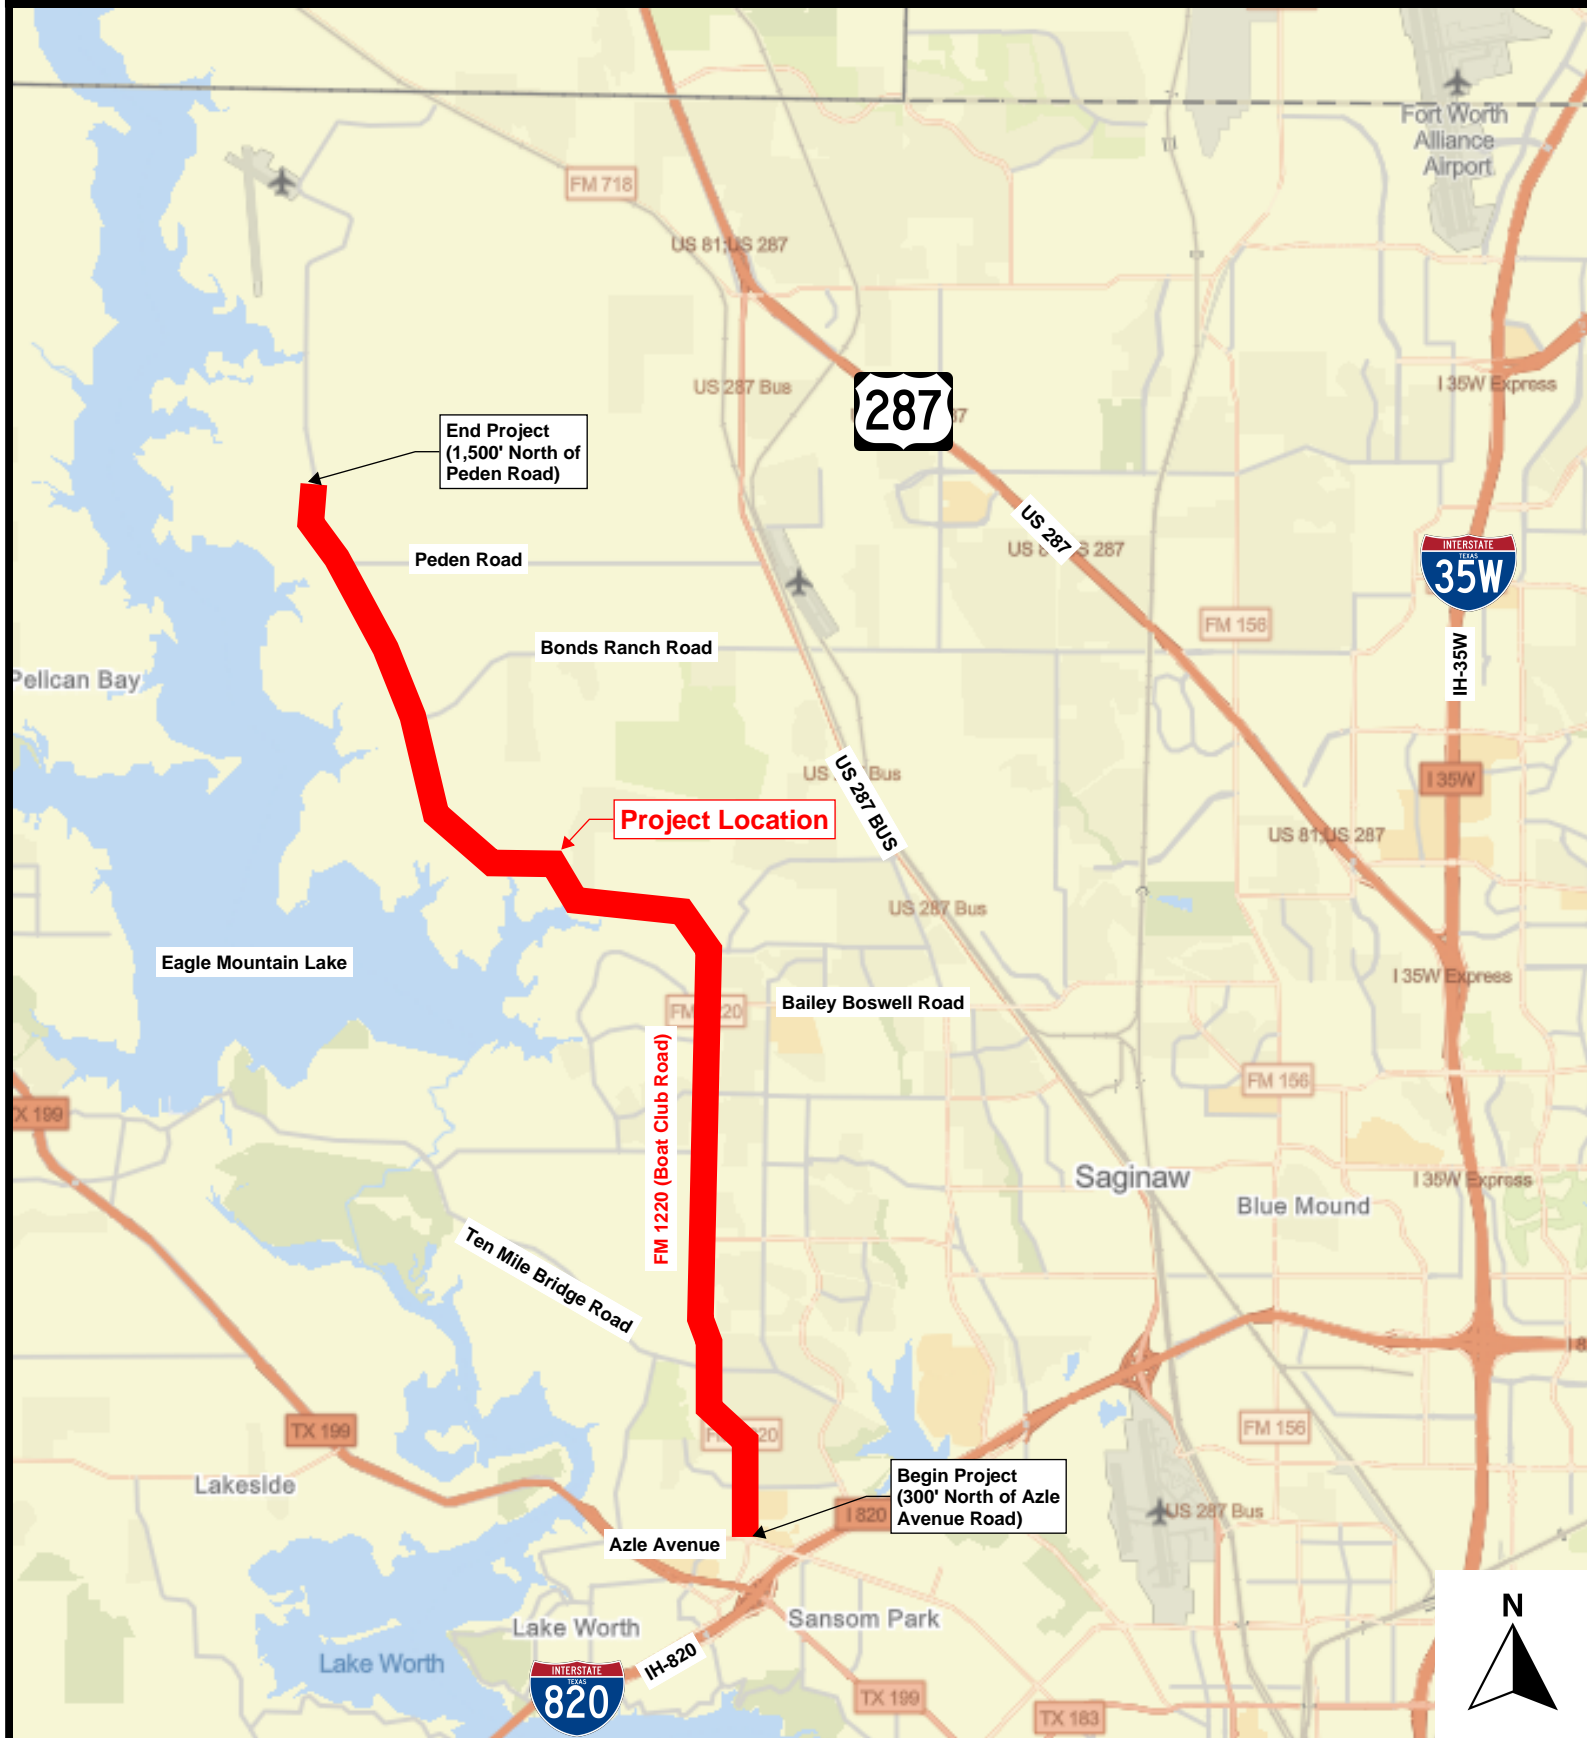 Fort Worth
Alliance
Airport
FM 718
US 81;US 287
US 287 Bus
287
I 35W Express
End Project
(1,500' North of
Peden Road)
US 287
INTERSTATE
TEXAS
35W
Peden Road
FM 156
Bonds Ranch Road
IH-35W
Pelican Bay
US 287 BUS
I 35W
Project Location
US 81;US 287
US 287 Bus
Eagle Mountain Lake
I 35W Express
Bailey Boswell Road
FM 1220 (Boat Club Road)
FM 156
TX 199
Saginaw
I 35W Express
Blue Mound
Ten Mile Bridge Road
TX 199
FM 156
Lakeside
Begin Project
(300' North of Azle
Avenue Road)
I 820
US 287 Bus
Azle Avenue
N
Lake Worth
Sansom Park
Lake Worth
IH-820
INTERSTATE
TEXAS
820
TX 199
TX 183